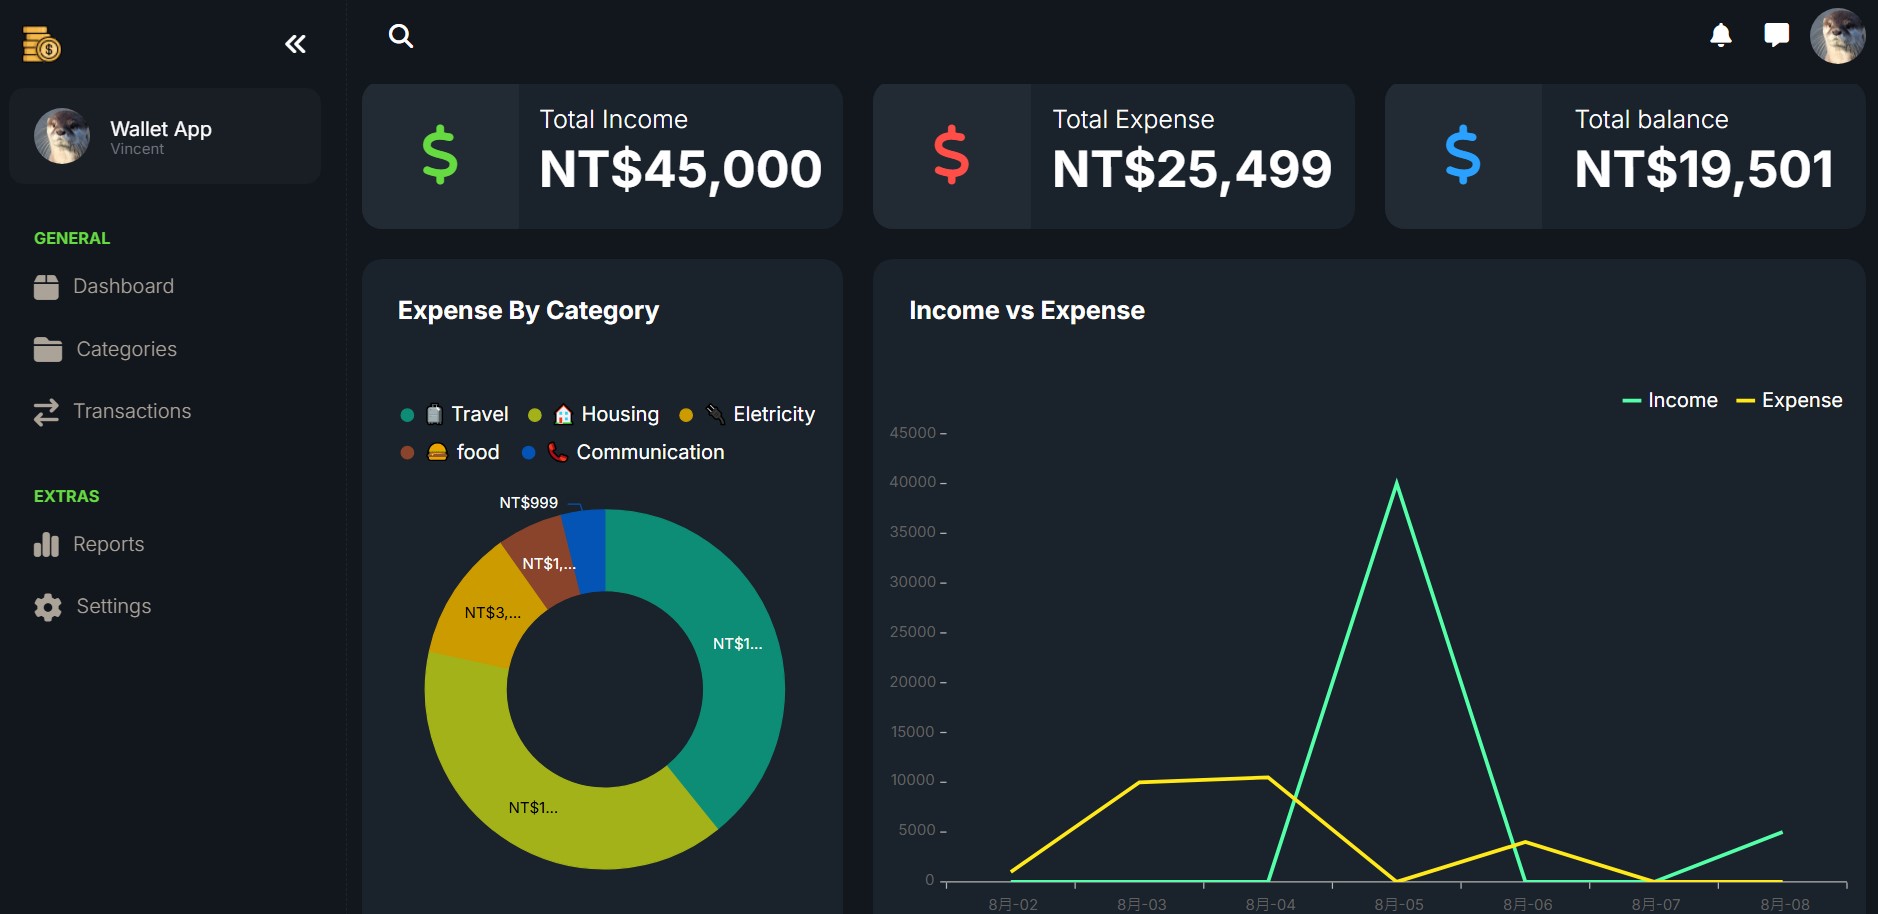 Wallet App
Vincent
GENERAL
Dashboard
Categories
Transactions
EXTRAS
Reports
Settings
Total Income
NT$45,000
Total Expense
NT$25,499
Total balance
NT$19,501
Expense By Category
Travel
Housing
Eletricity
food
Communication
NT$999
NT$1,...
NT$3,...
NT$1...
NT$1...
Income vs Expense
Income
Expense
45000
40000
35000
30000
25000
20000
15000
10000
5000
0
8月-02
8月-03
8月-04
8月-05
8月-06
8月-07
8月-08